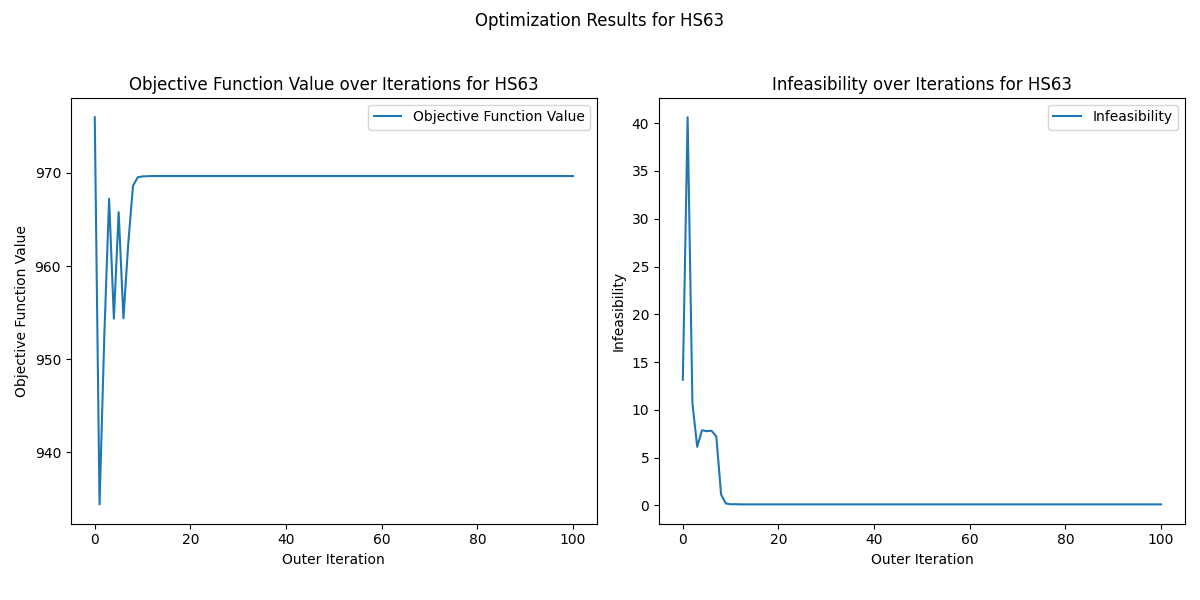 Optimization Results for HS63
Objective Function Value over Iterations for HS63
Objective Function Value
970
960
950
940
Objective Function Value
0 20 40 60 80 100
Outer Iteration
Infeasibility over Iterations for HS63
Infeasibility
40
35
30
25
20
15
10
5
0
Infeasibility
0 20 40 60 80 100
Outer Iteration